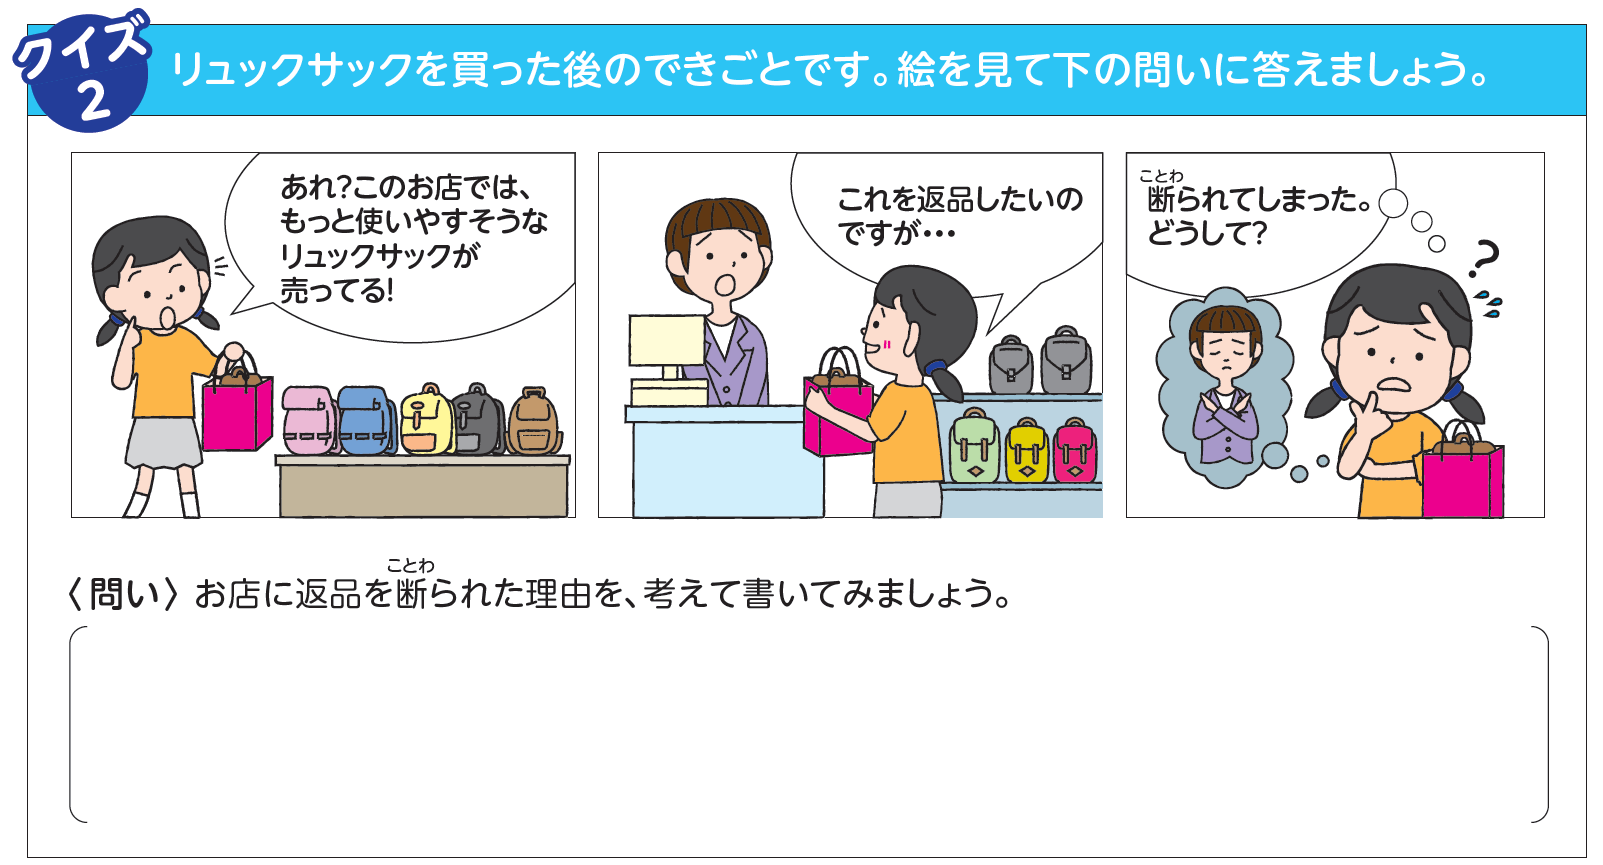 クイズ
2
リュックサックを買った後のできごとです。絵を見て下の問いに答えましょう。
あれ?このお店では、
もっと使いやすそうな
リュックサックが
売ってる!
これを返品したいの
ですが…
ことわ
断られてしまった。
どうして?
?
ことわ
〈問い〉お店に返品を断られた理由を、考えて書いてみましょう。